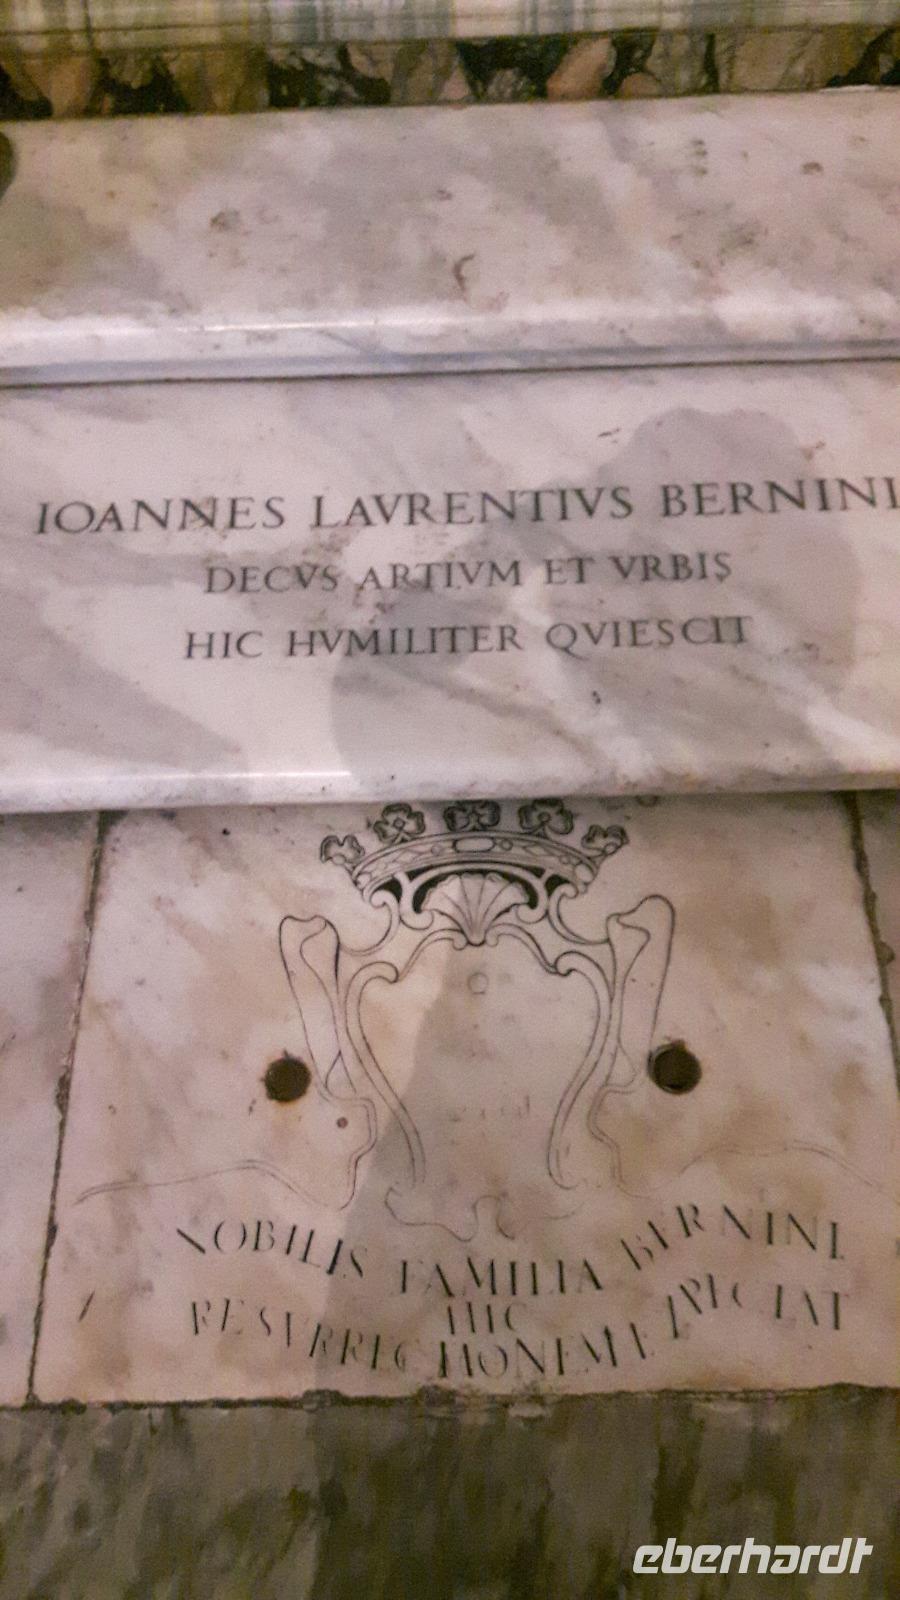 IOANNES LAVRENTIVS BERNINI
DECVS ARTIVM ET VRBIS
HIC HVMILITER QVIESCIT
NOBILIS FAMILIA BERNINI
HIC
RESVRRECTIONEM EXPECTAT
eberhardt